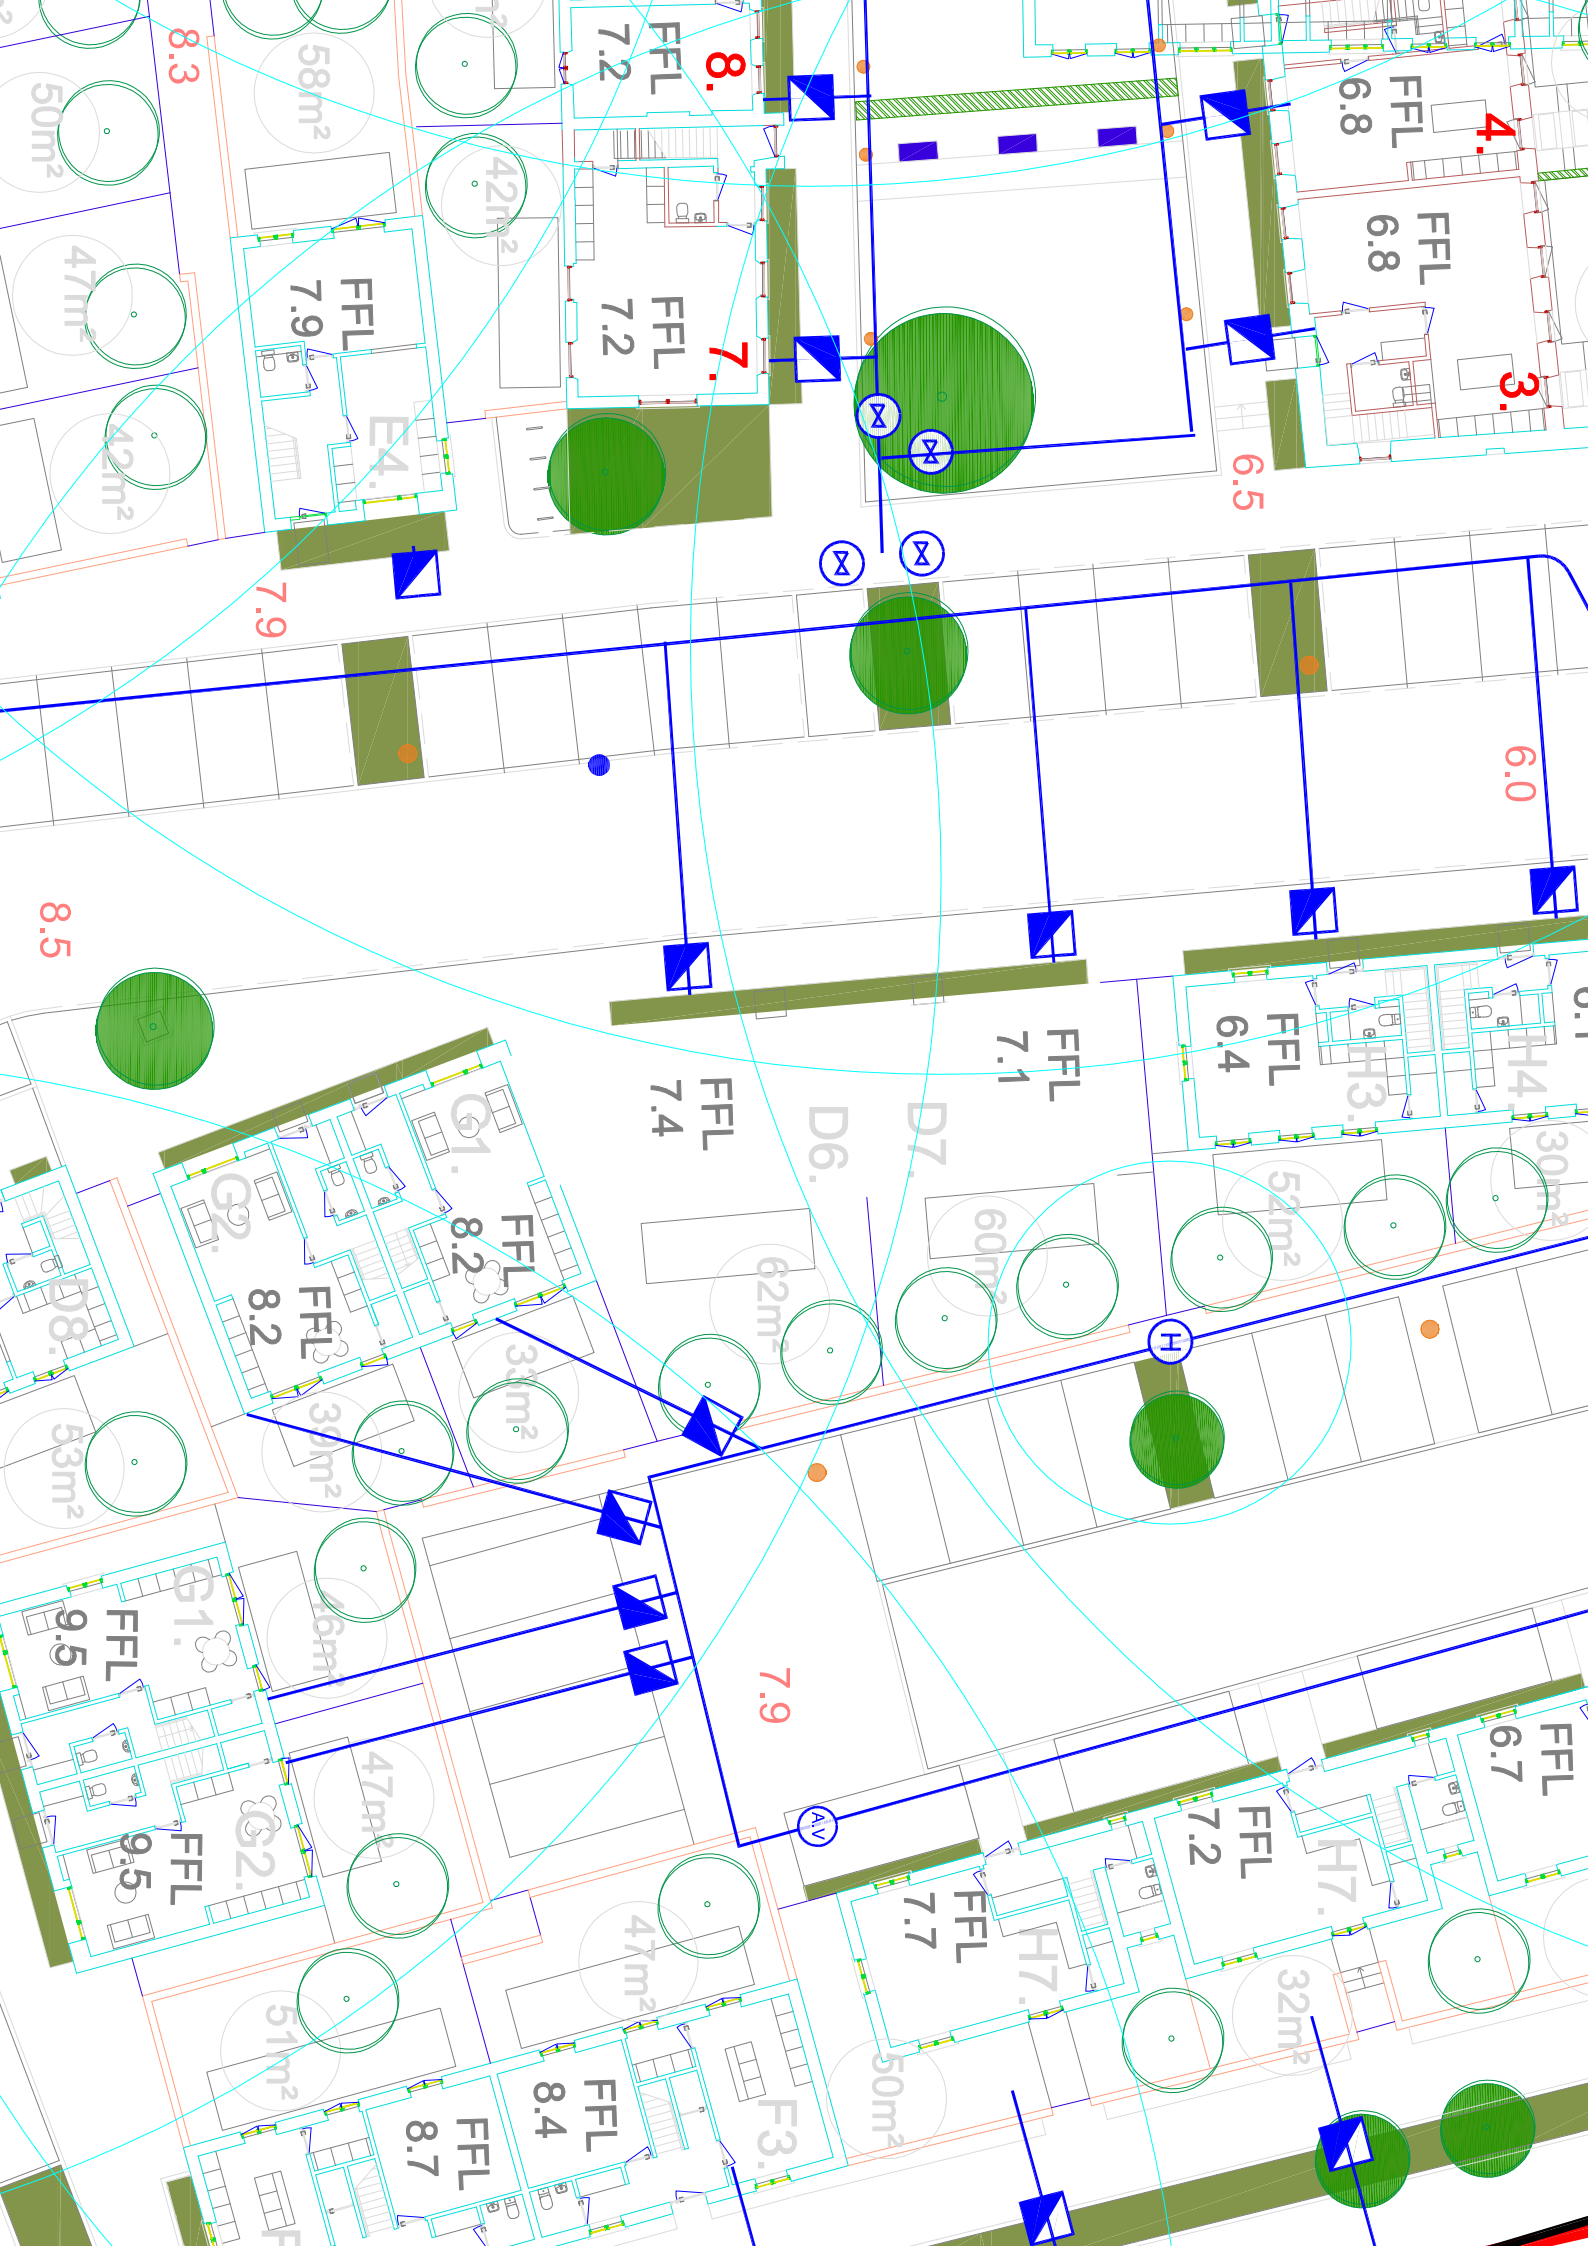 8.3
58m²
50m²
42m²
FFL
7.2
8.
FFL
6.8
4.
47m²
FFL
7.9
FFL
7.2
7.
FFL
6.8
3.
42m²
E4.
6.5
7.9
6.0
8.5
FFL
7.4
FFL
7.1
D6.
D7.
FFL
6.4
H3.
H4.
30m²
52m²
60m²
62m²
G1.
G2.
FFL
8.2
FFL
8.2
D8.
33m²
39m²
53m²
H
G1.
FFL
9.5
46m²
7.9
47m²
G2.
FFL
9.5
A.V
FFL
6.7
FFL
7.2
H7.
FFL
7.7
H7.
47m²
32m²
51m²
50m²
FFL
8.4
F3.
FFL
8.7